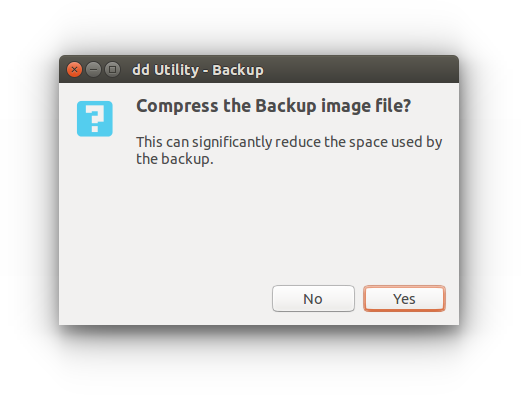 dd Utility - Backup
Compress the Backup image file?
This can significantly reduce the space used by
the backup.
No
Yes